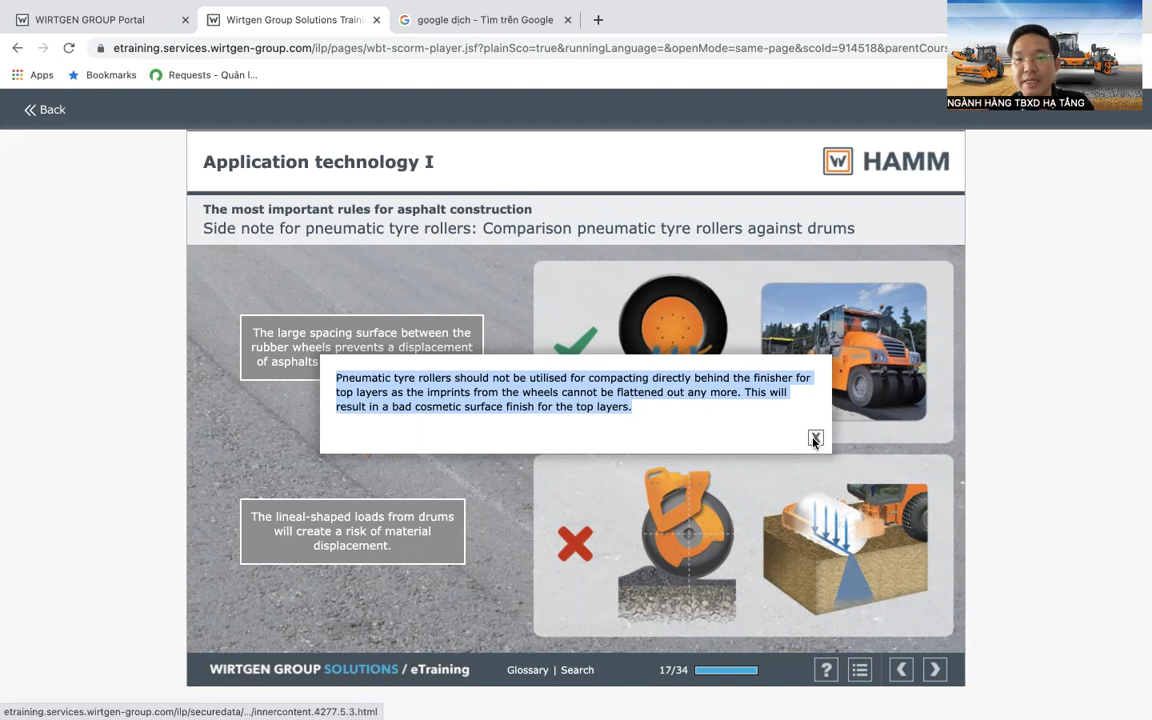 WIRTGEN GROUP Portal
Wirtgen Group Solutions Traini
google dịch - Tìm trên Google
etraining.services.wirtgen-group.com/ilp/pages/wbt-scorm-player.jsf?plainSco=true&runningLanguage=&openMode=same-page&scoId=914518&parentCours
Apps
Bookmarks
Requests - Quản l...
NGÀNH HÀNG TBXD HẠ TẦNG
Back
Application technology I
W HAMM
The most important rules for asphalt construction
Side note for pneumatic tyre rollers: Comparison pneumatic tyre rollers against drums
The large spacing surface between the
rubber wheels prevents a displacement
of asphalts
Pneumatic tyre rollers should not be utilised for compacting directly behind the finisher for
top layers as the imprints from the wheels cannot be flattened out any more. This will
result in a bad cosmetic surface finish for the top layers.
X
The lineal-shaped loads from drums
will create a risk of material
displacement.
WIRTGEN GROUP SOLUTIONS / eTraining
Glossary | Search
17/34
?
etraining.services.wirtgen-group.com/ilp/securedata/.../innercontent.4277.5.3.html